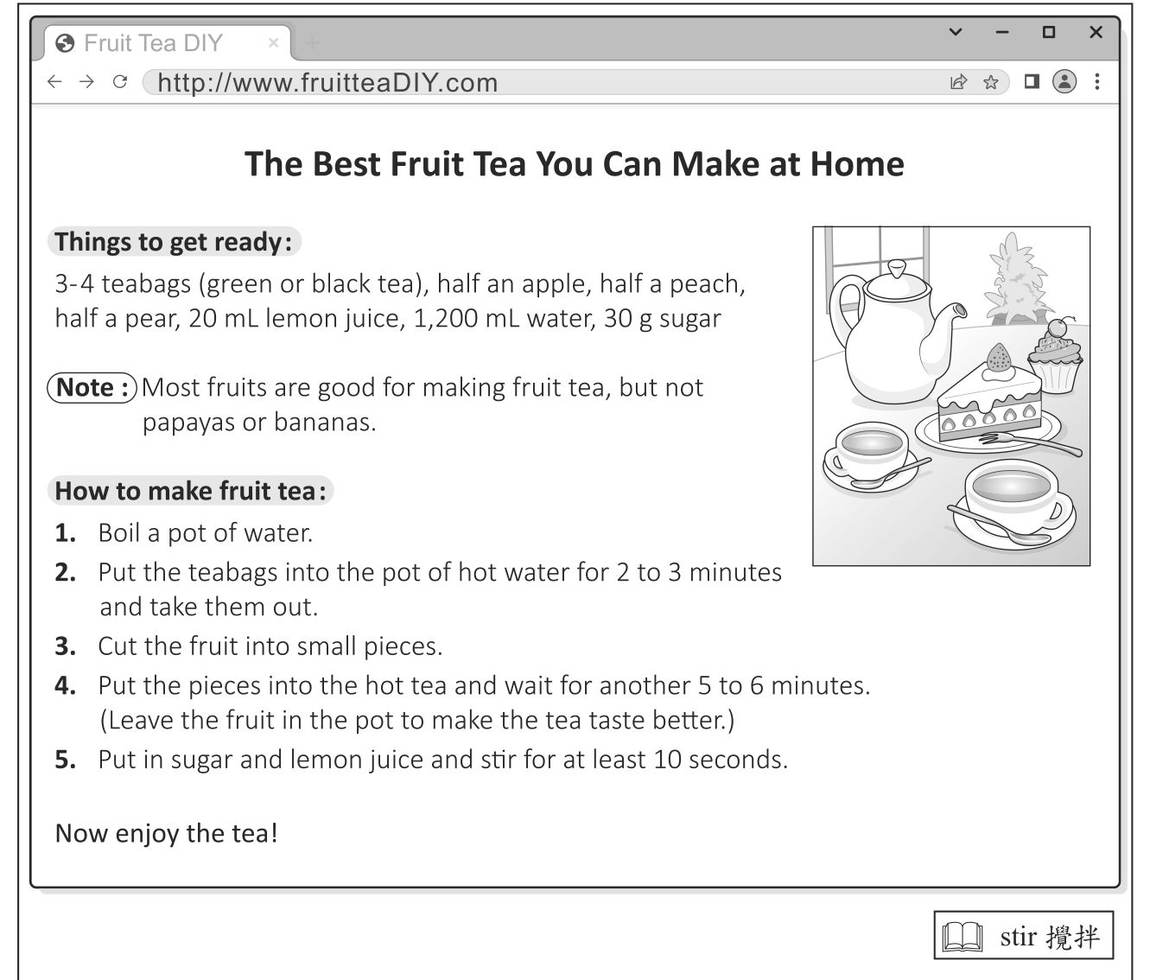 Fruit Tea DIY
http://www.fruitteaDIY.com
The Best Fruit Tea You Can Make at Home
Things to get ready:
3-4 teabags (green or black tea), half an apple, half a peach,
half a pear, 20 mL lemon juice, 1,200 mL water, 30 g sugar
Note : Most fruits are good for making fruit tea, but not
papayas or bananas.
How to make fruit tea:
1. Boil a pot of water.
2. Put the teabags into the pot of hot water for 2 to 3 minutes
and take them out.
3. Cut the fruit into small pieces.
4. Put the pieces into the hot tea and wait for another 5 to 6 minutes.
(Leave the fruit in the pot to make the tea taste better.)
5. Put in sugar and lemon juice and stir for at least 10 seconds.
Now enjoy the tea!
stir 攪拌